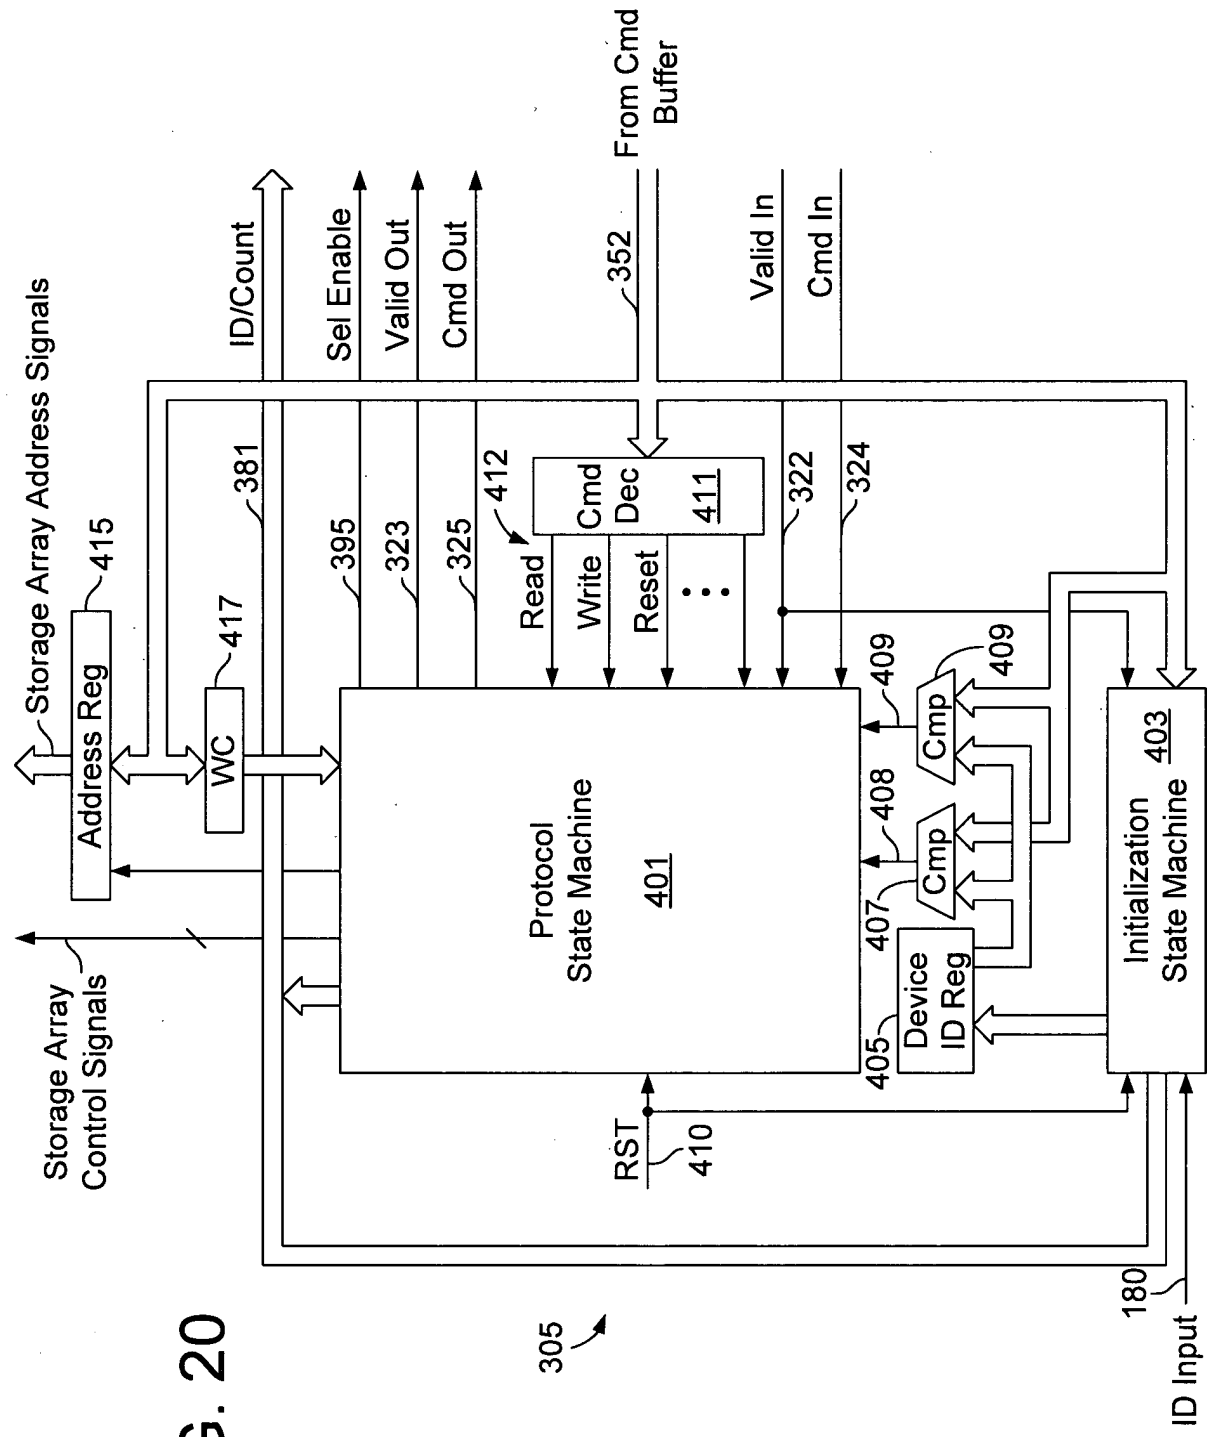 G. 20
305
Storage Array
Control Signals
Storage Array Address Signals
Address Reg
415
WC
417
381
ID/Count
395
Sel Enable
323
Valid Out
325
Cmd Out
412
Read
Write
Reset
Cmd
Dec
411
352
From Cmd
Buffer
322
Valid In
324
Cmd In
Protocol
State Machine
401
RST
410
408
409
407
Cmp
Cmp
409
405
Device
ID Reg
Initialization
State Machine
403
180
ID Input